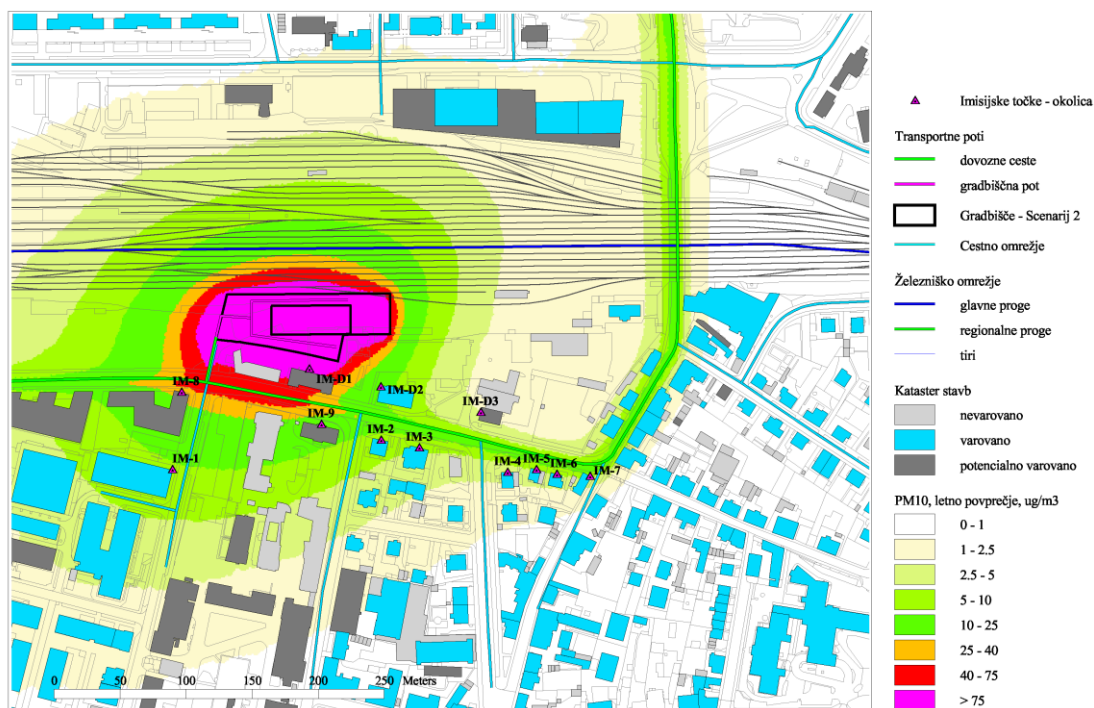 IM-8
IM-D1
IM-D2
IM-D3
IM-9
IM-2
IM-3
IM-1
IM-4
IM-5
IM-6
IM-7
0 50 100 150 200 250 Meters
Imisijske točke - okolica
Transportne poti
dovozne ceste
gradbiščna pot
Gradbišče - Scenarij 2
Cestno omrežje
Železniško omrežje
glavne proge
regionalne proge
tiri
Kataster stavb
nevarovano
varovano
potencialno varovano
PM10, letno povprečje, ug/m3
0 - 1
1 - 2.5
2.5 - 5
5 - 10
10 - 25
25 - 40
40 - 75
> 75